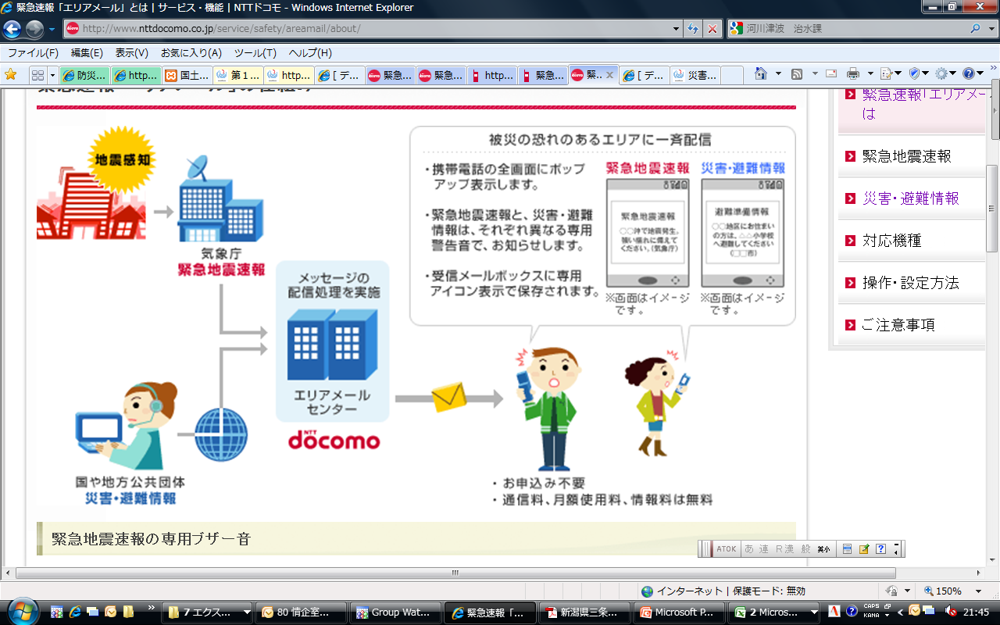 緊急速報「エリアメール」とは | サービス・機能 | NTTドコモ - Windows Internet Explorer
http://www.nttdocomo.co.jp/service/safety/areamail/about/
河川津波 治水課
ファイル(F) 編集(E) 表示(V) お気に入り(A) ツール(T) ヘルプ(H)
防災... http... 国土... 第1... http... [ デ... 緊急... 緊急... http... 緊急... 緊... [ デ... 災害...
緊急速報「エリアメー
は
緊急地震速報
災害・避難情報
対応機種
操作・設定方法
ご注意事項
地震感知
気象庁
緊急地震速報
メッセージの
配信処理を実施
エリアメール
センター
NTT
docomo
国や地方公共団体
災害・避難情報
被災の恐れのあるエリアに一斉配信
・携帯電話の全画面にポップ
アップ表示します。
・緊急地震速報と、災害・避難
情報は、それぞれ異なる専用
警告音で、お知らせします。
・受信メールボックスに専用
アイコン表示で保存されます。
緊急地震速報
緊急地震速報
○○沖で地震発生。
強い揺れに備えて
ください。(気象庁)
※画面はイメージ
です。
災害・避難情報
避難準備情報
○○地区にお住まい
の方は、△△小学校
へ避難してください
(□□市)
※画面はイメージ
です。
・お申込み不要
・通信料、月額使用料、情報料は無料
緊急地震速報の専用ブザー音
ATOK あ 連 R漢 般 英小
インターネット | 保護モード: 無効
150%
7 エクス... 80 情企室... Group Wat... 緊急速報「... 新潟県三条... Microsoft P... 2 Micros...
A CAPS KANA
21:45